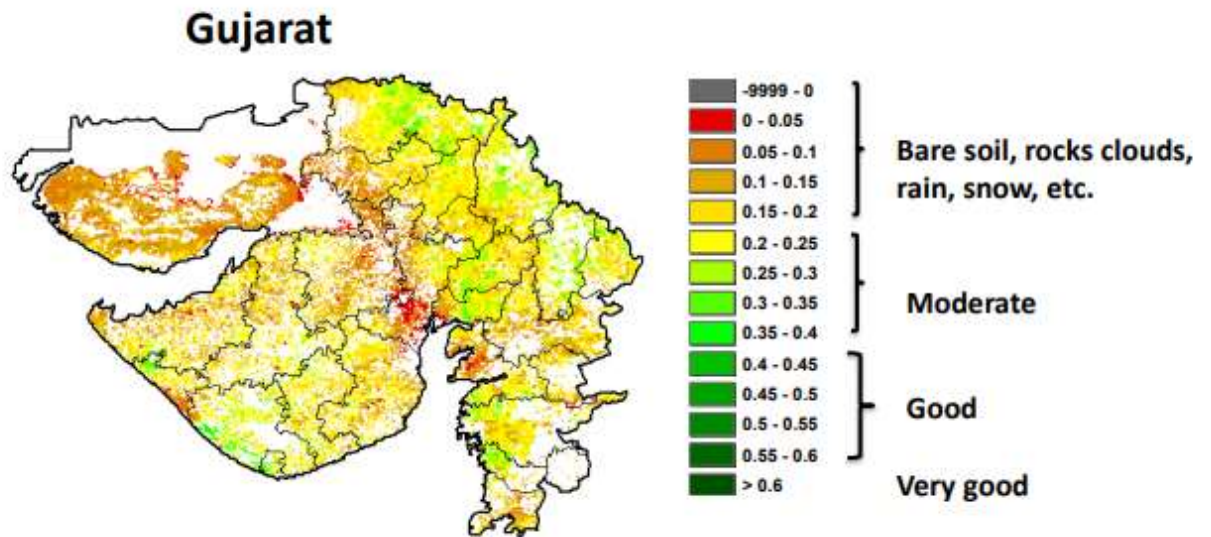 Gujarat
-9999 - 0
0 - 0.05
0.05 - 0.1
0.1 - 0.15
0.15 - 0.2
0.2 - 0.25
0.25 - 0.3
0.3 - 0.35
0.35 - 0.4
0.4 - 0.45
0.45 - 0.5
0.5 - 0.55
0.55 - 0.6
> 0.6
Bare soil, rocks clouds,
rain, snow, etc.
Moderate
Good
Very good